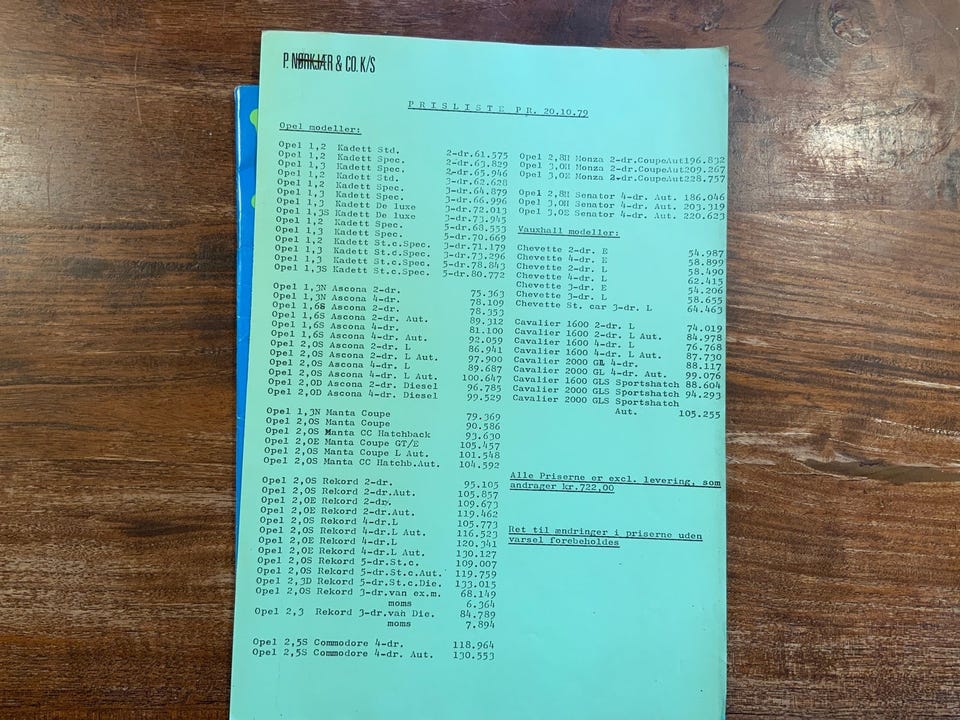 P. NØRKJÆR & CO. K/S
PRISLISTE PR. 20.10.79
Opel modeller:
Opel 1,2 Kadett Std. 2-dr.61.575
Opel 1,2 Kadett Spec. 2-dr.63.829
Opel 1,3 Kadett Spec. 2-dr.65.946
Opel 1,2 Kadett Std. 3-dr.62.628
Opel 1,2 Kadett Spec. 3-dr.64.879
Opel 1,3 Kadett Spec. 3-dr.66.996
Opel 1,3 Kadett De luxe 3-dr.72.013
Opel 1,3S Kadett De luxe 3-dr.73.945
Opel 1,2 Kadett Spec. 5-dr.68.553
Opel 1,3 Kadett Spec. 5-dr.70.669
Opel 1,2 Kadett St.c.Spec. 3-dr.71.179
Opel 1,3 Kadett St.c.Spec. 3-dr.73.296
Opel 1,3 Kadett St.c.Spec. 5-dr.78.843
Opel 1,3S Kadett St.c.Spec. 5-dr.80.772
Opel 1,3N Ascona 2-dr. 75.363
Opel 1,3N Ascona 4-dr. 78.109
Opel 1,6S Ascona 2-dr. 78.353
Opel 1,6S Ascona 2-dr. Aut. 89.312
Opel 1,6S Ascona 4-dr. 81.100
Opel 1,6S Ascona 4-dr. Aut. 92.059
Opel 2,0S Ascona 2-dr. L 86.941
Opel 2,0S Ascona 2-dr. L Aut. 97.900
Opel 2,0S Ascona 4-dr. L 89.687
Opel 2,0S Ascona 4-dr. L Aut. 100.647
Opel 2,0D Ascona 2-dr. Diesel 96.785
Opel 2,0D Ascona 4-dr. Diesel 99.529
Opel 1,3N Manta Coupe 79.369
Opel 2,0S Manta Coupe 90.586
Opel 2,0S Manta CC Hatchback 93.630
Opel 2,0E Manta Coupe GT/E 105.457
Opel 2,0S Manta Coupe L Aut. 101.548
Opel 2,0S Manta CC Hatchb.Aut. 104.592
Opel 2,0S Rekord 2-dr. 95.105
Opel 2,0S Rekord 2-dr.Aut. 105.857
Opel 2,0E Rekord 2-dr. 109.673
Opel 2,0E Rekord 2-dr.Aut. 119.462
Opel 2,0S Rekord 4-dr.L 105.773
Opel 2,0S Rekord 4-dr.L Aut. 116.523
Opel 2,0E Rekord 4-dr.L 120.341
Opel 2,0E Rekord 4-dr.L Aut. 130.127
Opel 2,0S Rekord 5-dr.St.c. 109.007
Opel 2,0S Rekord 5-dr.St.c.Aut. 119.759
Opel 2,3D Rekord 5-dr.St.c.Die. 133.015
Opel 2,0S Rekord 3-dr.van ex.m. 68.149
moms 6.364
Opel 2,3 Rekord 3-dr.van Die. 84.789
moms 7.894
Opel 2,5S Commodore 4-dr. 118.964
Opel 2,5S Commodore 4-dr. Aut. 130.553
Opel 2,8H Monza 2-dr.CoupeAut196.832
Opel 3,0H Monza 2-dr.CoupeAut209.267
Opel 3,0E Monza 2-dr.CoupeAut228.757
Opel 2,8H Senator 4-dr. Aut. 186.046
Opel 3,0H Senator 4-dr. Aut. 203.319
Opel 3,0E Senator 4-dr. Aut. 220.623
Vauxhall modeller:
Chevette 2-dr. E 54.987
Chevette 4-dr. E 58.899
Chevette 2-dr. L 58.490
Chevette 4-dr. L 62.415
Chevette 3-dr. E 54.206
Chevette 3-dr. L 58.655
Chevette St. car 3-dr. L 64.463
Cavalier 1600 2-dr. L 74.019
Cavalier 1600 2-dr. L Aut. 84.978
Cavalier 1600 4-dr. L 76.768
Cavalier 1600 4-dr. L Aut. 87.730
Cavalier 2000 GL 4-dr. 88.117
Cavalier 2000 GL 4-dr. Aut. 99.076
Cavalier 1600 GLS Sportshatch 88.604
Cavalier 2000 GLS Sportshatch 94.293
Cavalier 2000 GLS Sportshatch
Aut. 105.255
Alle Priserne er excl. levering, som
andrager kr.722,00
Ret til ændringer i priserne uden
varsel forebeholdes